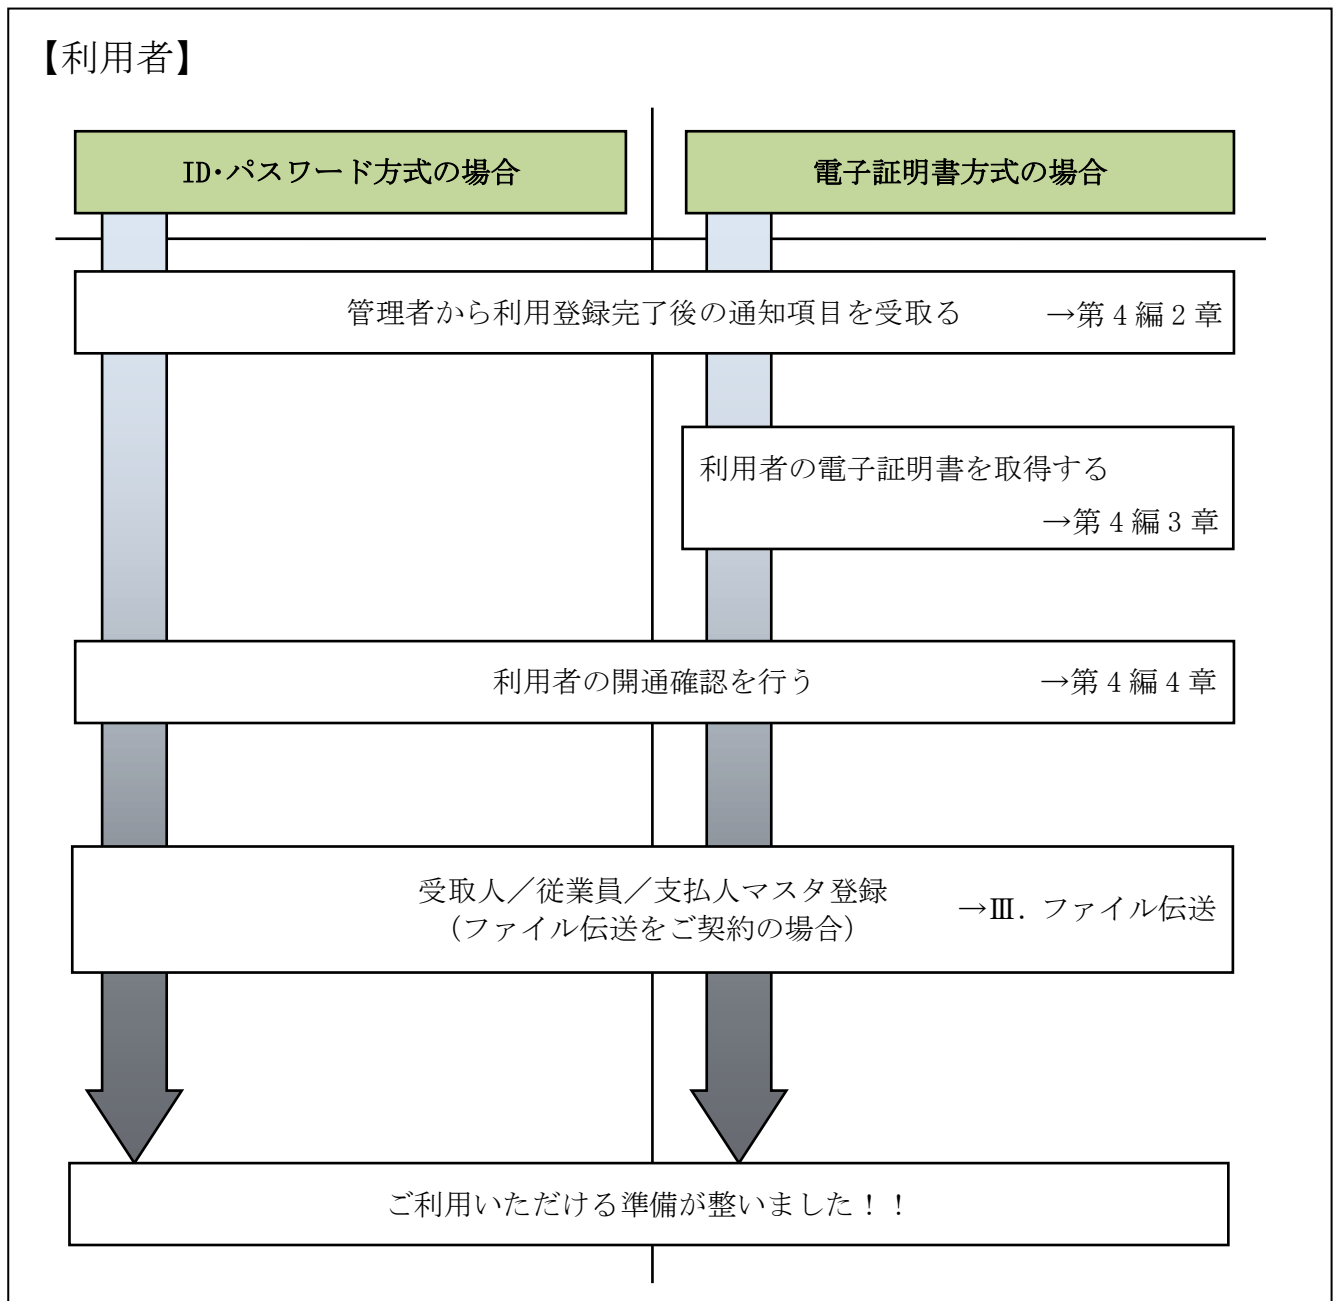 【利用者】
ID･パスワード方式の場合
電子証明書方式の場合
管理者から利用登録完了後の通知項目を受取る　→第４編２章
利用者の電子証明書を取得する
→第４編３章
利用者の開通確認を行う　→第４編４章
受取人／従業員／支払人マスタ登録
（ファイル伝送をご契約の場合）
→Ⅲ．ファイル伝送
ご利用いただける準備が整いました！！